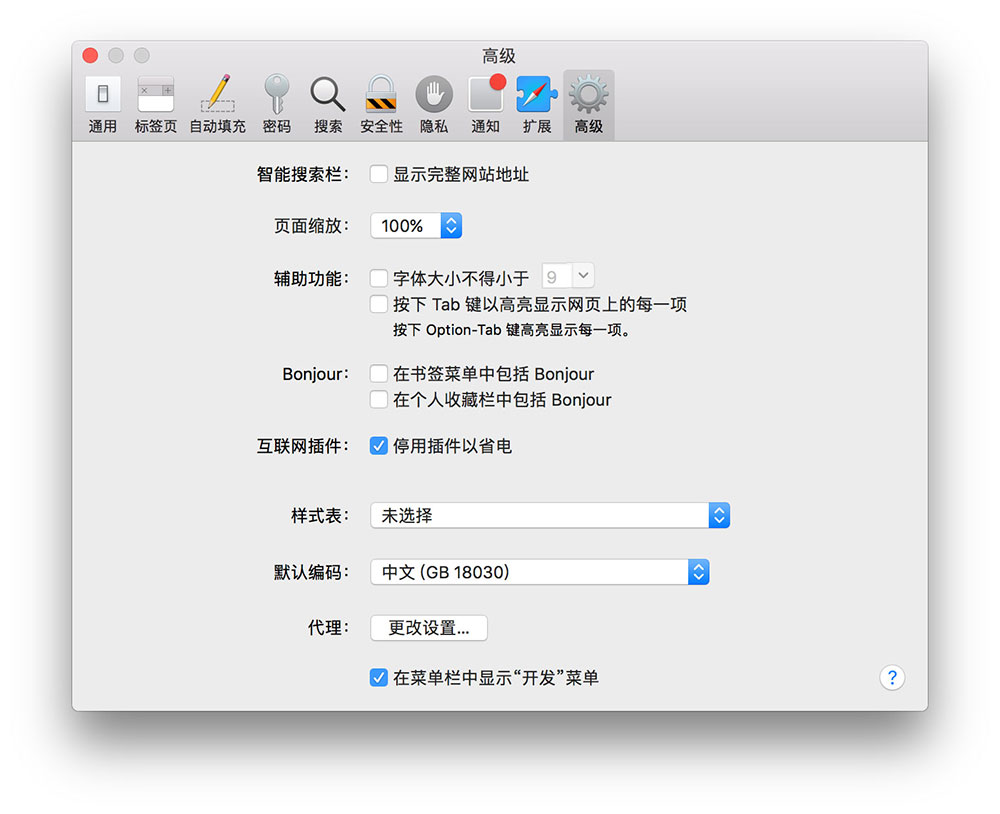 高级
通用 标签页 自动填充 密码 搜索 安全性 隐私 通知 扩展 高级
智能搜索栏： 显示完整网站地址
页面缩放： 100%
辅助功能： 字体大小不得小于 9
按下 Tab 键以高亮显示网页上的每一项
按下 Option-Tab 键高亮显示每一项。
Bonjour： 在书签菜单中包括 Bonjour
在个人收藏栏中包括 Bonjour
互联网插件： 停用插件以省电
样式表： 未选择
默认编码： 中文 (GB 18030)
代理： 更改设置...
在菜单栏中显示“开发”菜单
?